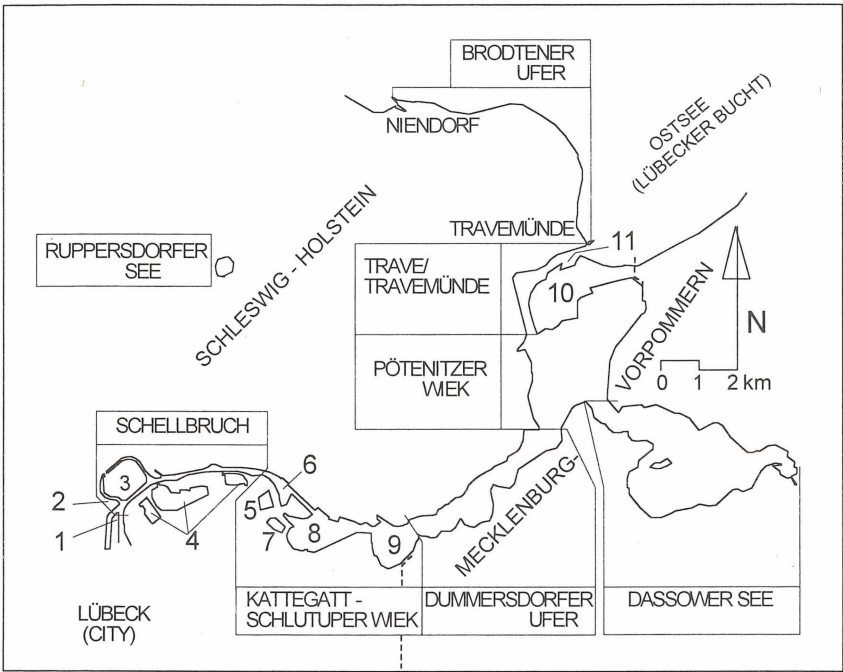 BRODTENER
UFER
NIENDORF
OSTSEE
(LÜBECKER BUCHT)
SCHLESWIG - HOLSTEIN
TRAVEMÜNDE
RUPPERSDORFER
SEE
11
TRAVE/
TRAVEMÜNDE
10
VORPOMMERN
N
PÖTENITZER
WIEK
0 1 2 km
SCHELLBRUCH
3
6
2
5
1
4
7
8
9
MECKLENBURG-
LÜBECK
(CITY)
KATTEGATT -
SCHLUTUPER WIEK
DUMMERSDORFER
UFER
DASSOWER SEE